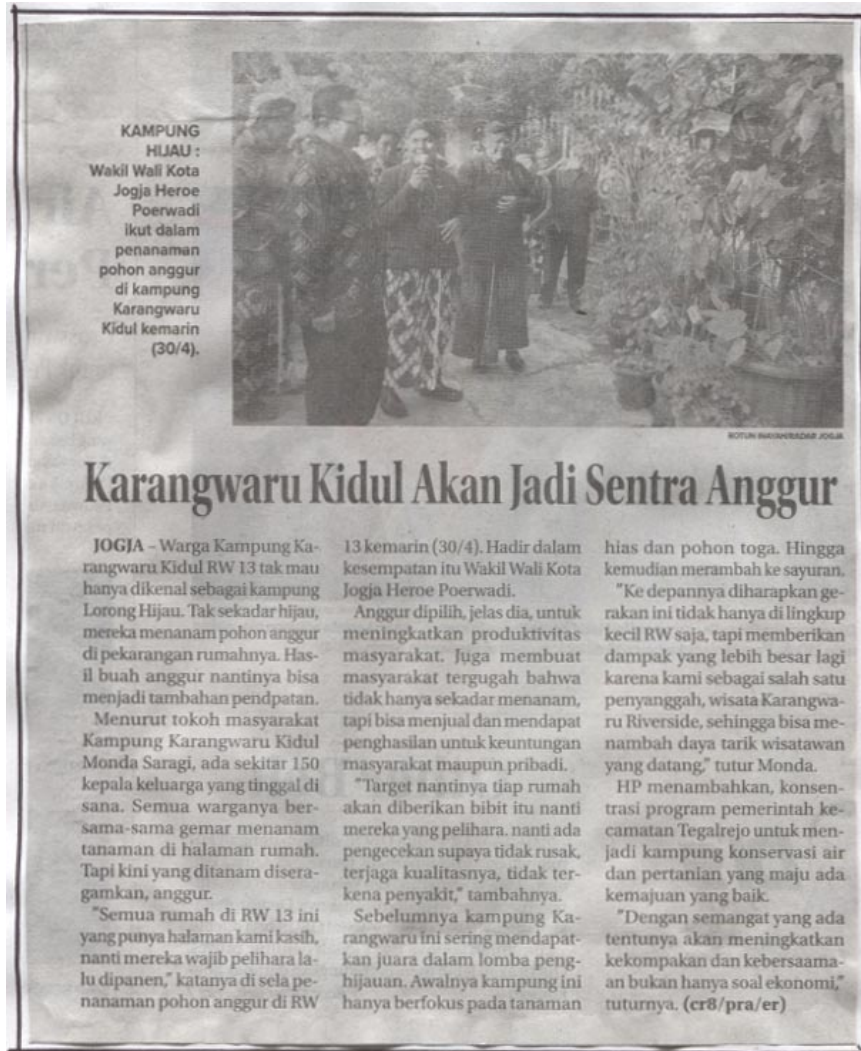 KAMPUNG
HIJAU :
Wakil Wali Kota
Jogja Heroe
Poerwadi
ikut dalam
penanaman
pohon anggur
di kampung
Karangwaru
Kidul kemarin
(30/4).
ROTUN INAYAH/RADAR JOGJA
Karangwaru Kidul Akan Jadi Sentra Anggur
JOGJA – Warga Kampung Ka-
rangwaru Kidul RW 13 tak mau
hanya dikenal sebagai kampung
Lorong Hijau. Tak sekadar hijau,
mereka menanam pohon anggur
di pekarangan rumahnya. Has-
il buah anggur nantinya bisa
menjadi tambahan pendpatan.
Menurut tokoh masyarakat
Kampung Karangwaru Kidul
Monda Saragi, ada sekitar 150
kepala keluarga yang tinggal di
sana. Semua warganya ber-
sama-sama gemar menanam
tanaman di halaman rumah.
Tapi kini yang ditanam disera-
gamkan, anggur.
"Semua rumah di RW 13 ini
yang punya halaman kami kasih,
nanti mereka wajib pelihara la-
lu dipanen," katanya di sela pe-
nanaman pohon anggur di RW
13 kemarin (30/4). Hadir dalam
kesempatan itu Wakil Wali Kota
Jogja Heroe Poerwadi.
Anggur dipilih, jelas dia, untuk
meningkatkan produktivitas
masyarakat. Juga membuat
masyarakat tergugah bahwa
tidak hanya sekadar menanam,
tapi bisa menjual dan mendapat
penghasilan untuk keuntungan
masyarakat maupun pribadi.
"Target nantinya tiap rumah
akan diberikan bibit itu nanti
mereka yang pelihara. nanti ada
pengecekan supaya tidak rusak,
terjaga kualitasnya, tidak ter-
kena penyakit," tambahnya.
Sebelumnya kampung Ka-
rangwaru ini sering mendapat-
kan juara dalam lomba peng-
hijauan. Awalnya kampung ini
hanya berfokus pada tanaman
hias dan pohon toga. Hingga
kemudian merambah ke sayuran.
"Ke depannya diharapkan ge-
rakan ini tidak hanya di lingkup
kecil RW saja, tapi memberikan
dampak yang lebih besar lagi
karena kami sebagai salah satu
penyanggah, wisata Karangwa-
ru Riverside, sehingga bisa me-
nambah daya tarik wisatawan
yang datang," tutur Monda.
HP menambahkan, konsen-
trasi program pemerintah ke-
camatan Tegalrejo untuk men-
jadi kampung konservasi air
dan pertanian yang maju ada
kemajuan yang baik.
"Dengan semangat yang ada
tentunya akan meningkatkan
kekompakan dan kebersaama-
an bukan hanya soal ekonomi,"
tuturnya. (cr8/pra/er)